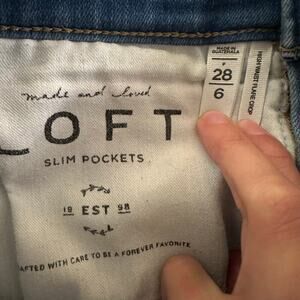 made and loved
LOFT
SLIM POCKETS
19 EST 98
AFTED WITH CARE TO BE A FOREVER FAVORITE
MADE IN
GUATEMALA
P
28
6
HIGH WAIST FLARE CROP